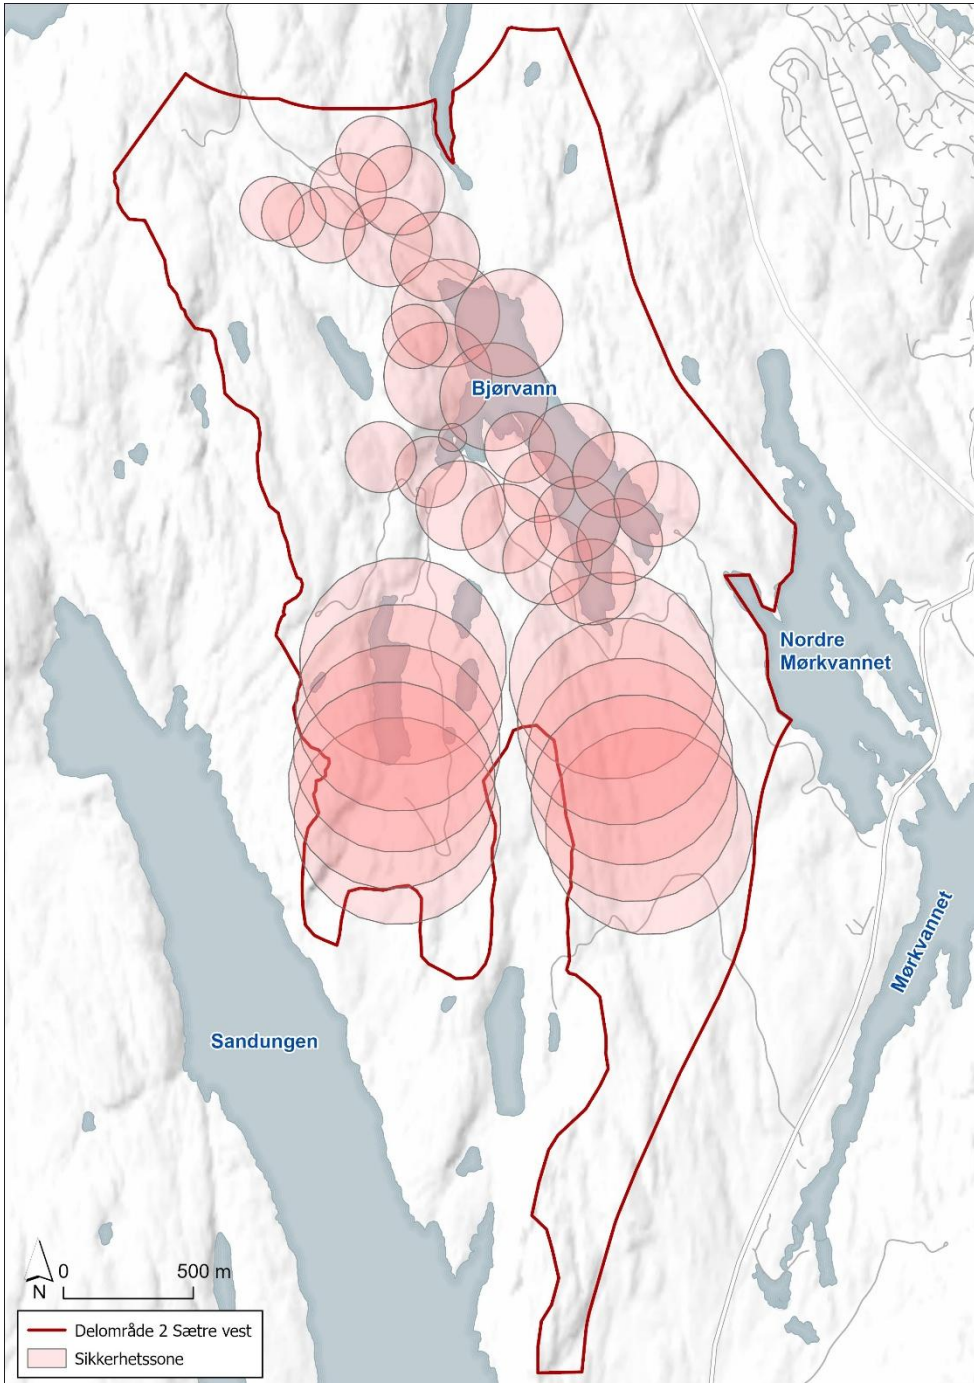 Bjørvann
Nordre
Mørkvannet
Mørkvannet
Sandungen
N
0 500 m
Delområde 2 Sætre vest
Sikkerhetssone